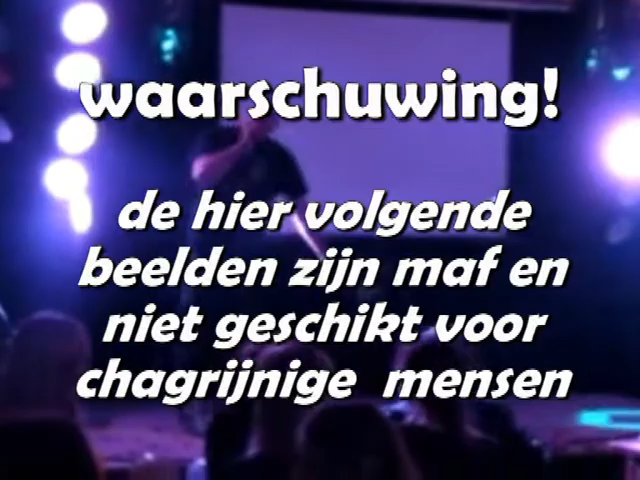 waarschuwing!
de hier volgende
beelden zijn maf en
niet geschikt voor
chagrijnige mensen